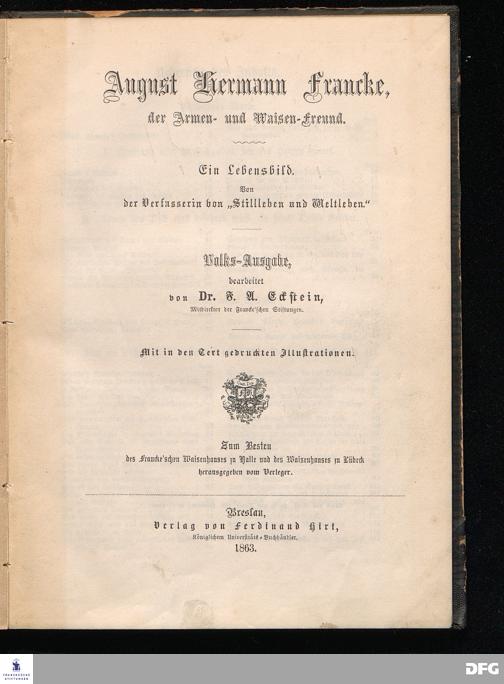 August Hermann Francke,
der Armen- und Waisen-Freund.
Ein Lebensbild.
Von
der Verfasserin von „Stillleben und Weltleben.“
Volks-Ausgabe,
bearbeitet
von Dr. F. A. Eckstein,
Mitdirektor der Francke'schen Stiftungen.
Mit in den Text gedruckten Illustrationen.
Zum Besten
des Francke'schen Waisenhauses zu Halle und des Waisenhauses zu Lübeck
herausgegeben vom Verleger.
Breslau,
Verlag von Ferdinand Hirt,
Königlichem Universitäts-Buchhändler.
1863.
FRANCKESCHE
STIFTUNGEN
DFG